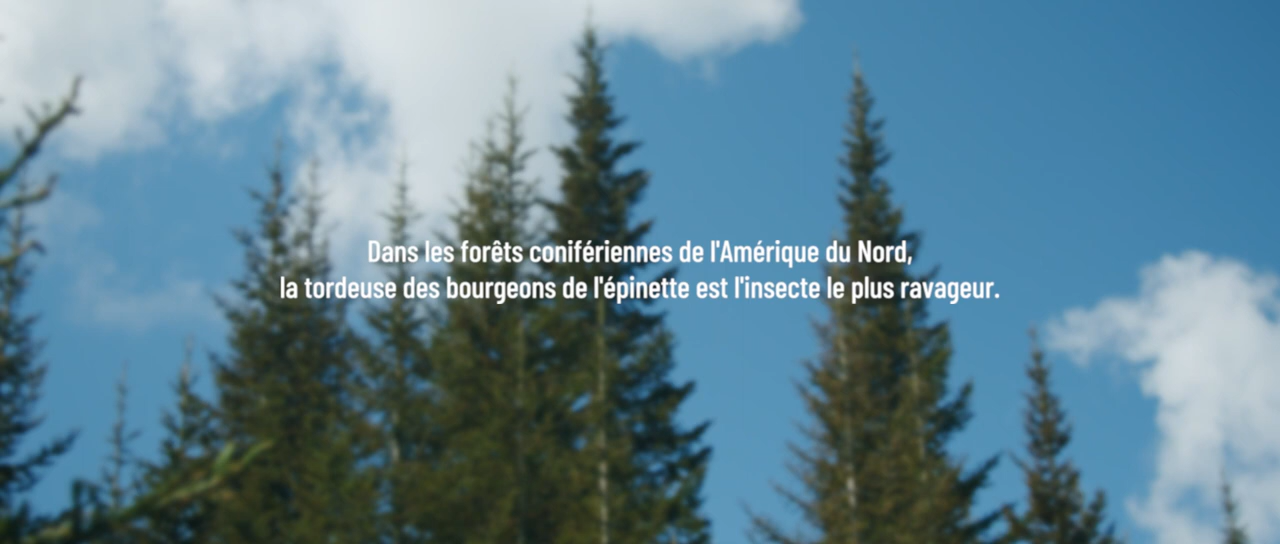 Dans les forêts conifériennes de l'Amérique du Nord,
la tordeuse des bourgeons de l'épinette est l'insecte le plus ravageur.